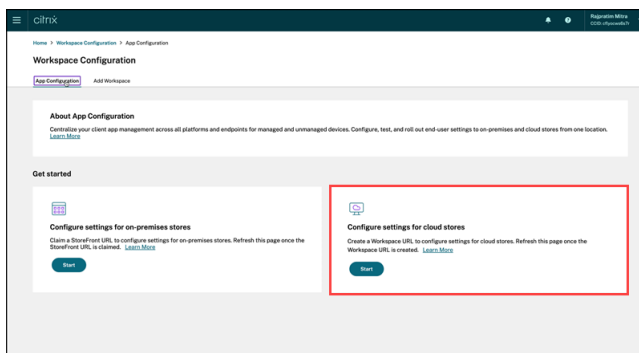 citrix
Rajpratim Mitra
Home > Workspace Configuration > App Configuration
Workspace Configuration
App Configuration Add Workspace
About App Configuration
Centralize your client app management across all platforms and endpoints for managed and unmanaged devices. Configure, test, and roll out end-user settings to on-premises and cloud stores from one location.
Learn More
Get started
Configure settings for on-premises stores
Claim a StoreFront URL to configure settings for on-premises stores. Refresh this page once the
StoreFront URL is claimed. Learn More
Start
Configure settings for cloud stores
Create a Workspace URL to configure settings for cloud stores. Refresh this page once the
Workspace URL is created. Learn More
Start